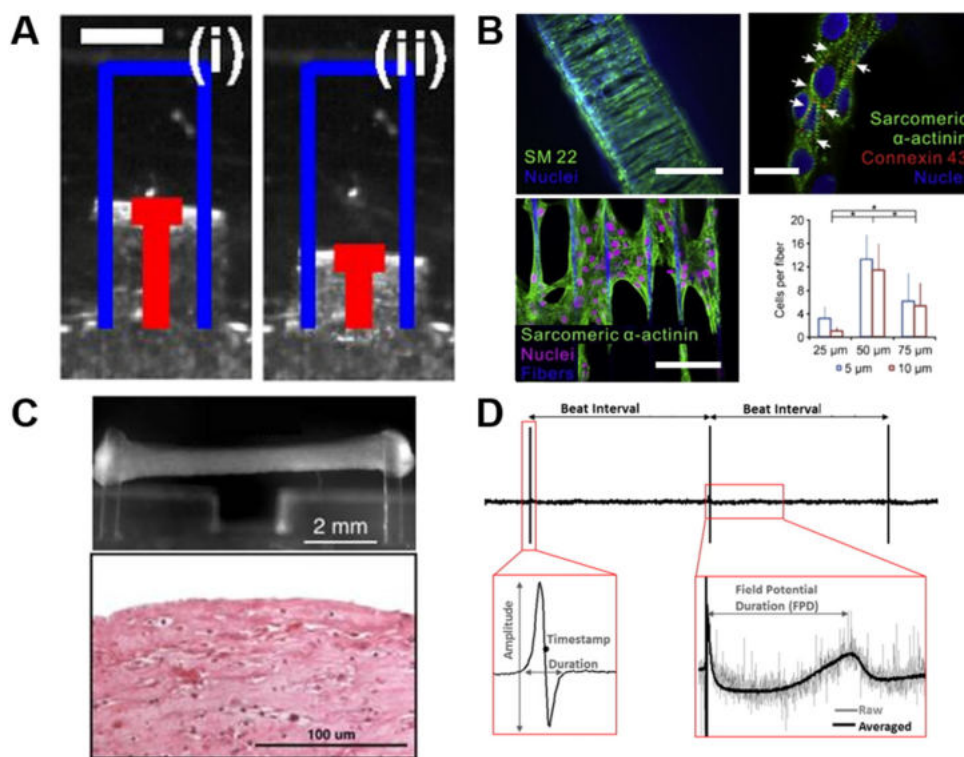 A
(i)
(ii)
B
SM 22
Nuclei
Sarcomeric
α-actinin
Connexin 43
Nuclei
Sarcomeric α-actinin
Nuclei
Fibers
Cells per fiber
20
16
12
8
4
0
25 µm
50 µm
75 µm
5 µm
10 µm
*
*
*
C
2 mm
100 um
D
Beat Interval
Beat Interval
Amplitude
Timestamp
Duration
Field Potential
Duration (FPD)
Raw
Averaged